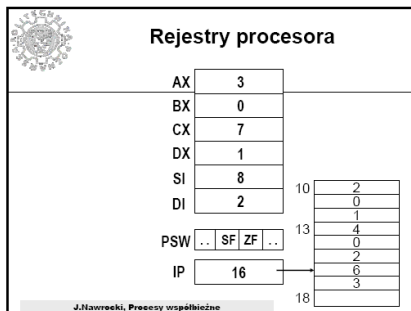 Rejestry procesora
AX 3
BX 0
CX 7
DX 1
SI 8
DI 2
PSW .. SF ZF ..
IP 16
10 2
0
1
13 4
0
2
6
3
18
J.Nawrocki, Procesy współbieżne